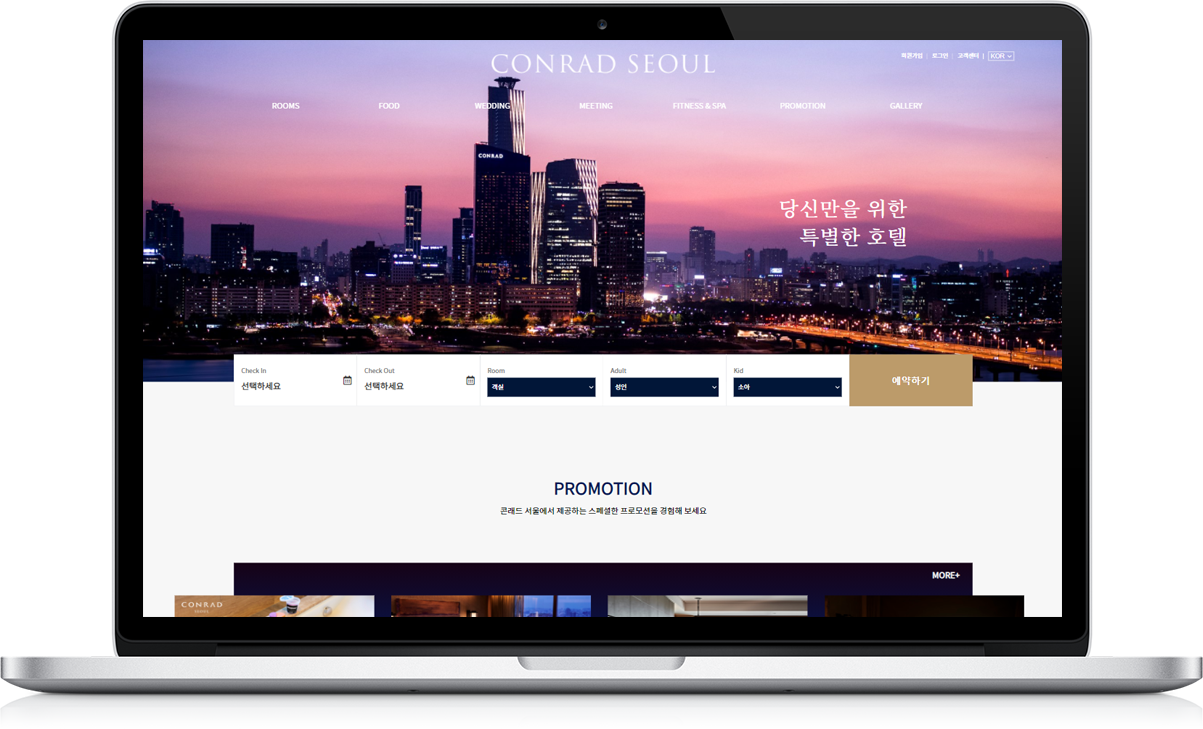 CONRAD SEOUL
회원가입 | 로그인 | 고객센터 | KOR
ROOMS FOOD WEDDING MEETING FITNESS & SPA PROMOTION GALLERY
CONRAD
당신만을 위한
특별한 호텔
Check In Check Out Room Adult Kid
선택하세요 선택하세요 객실 성인 소아 예약하기
PROMOTION
콘래드 서울에서 제공하는 스페셜한 프로모션을 경험해 보세요
MORE+
CONRAD
SEOUL